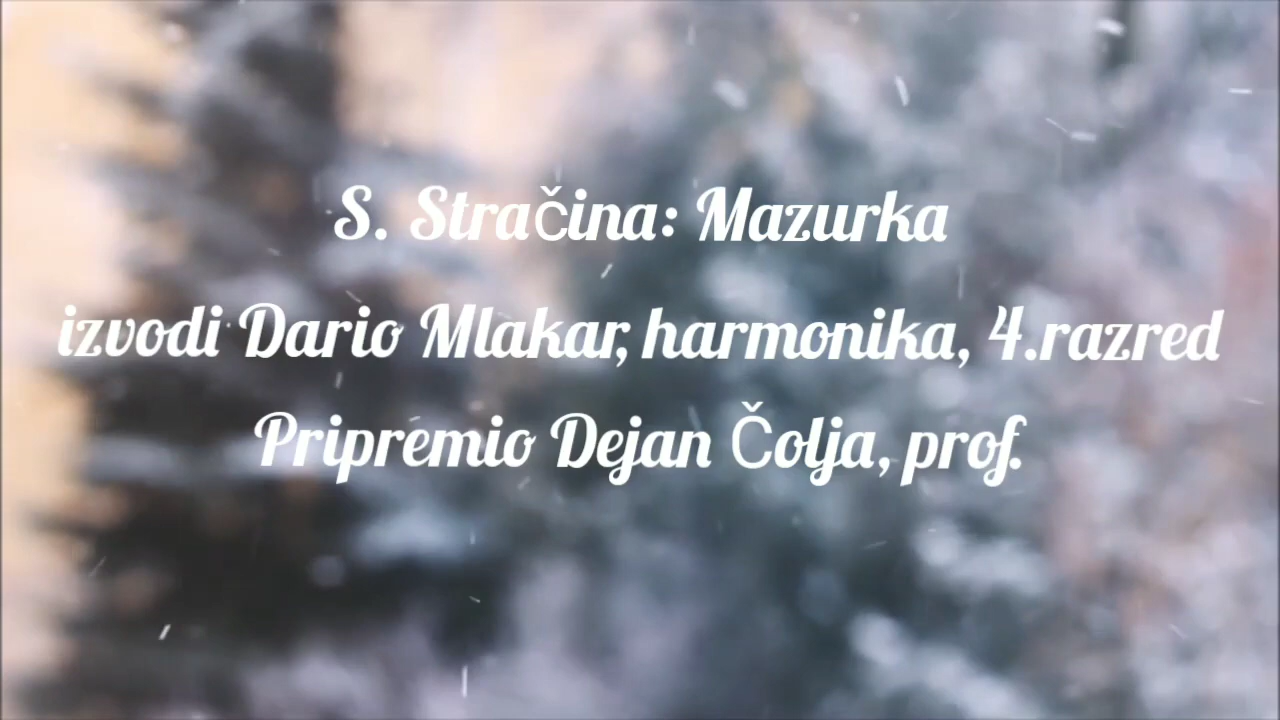 S. Stračina: Mazurka
izvodi Dario Mlakar, harmonika, 4.razred
Pripremio Dejan Čolja, prof.